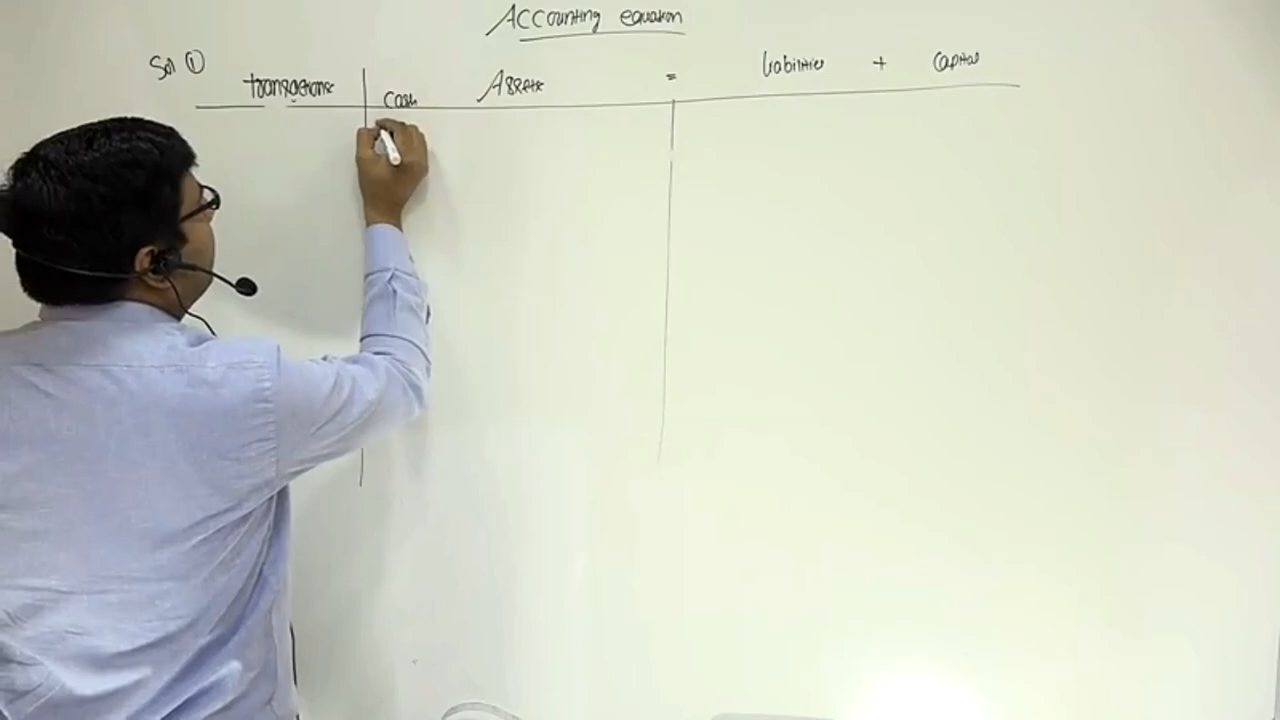 Accounting equation
Sol ①
transactions Cash Assets = liabilities + Capital